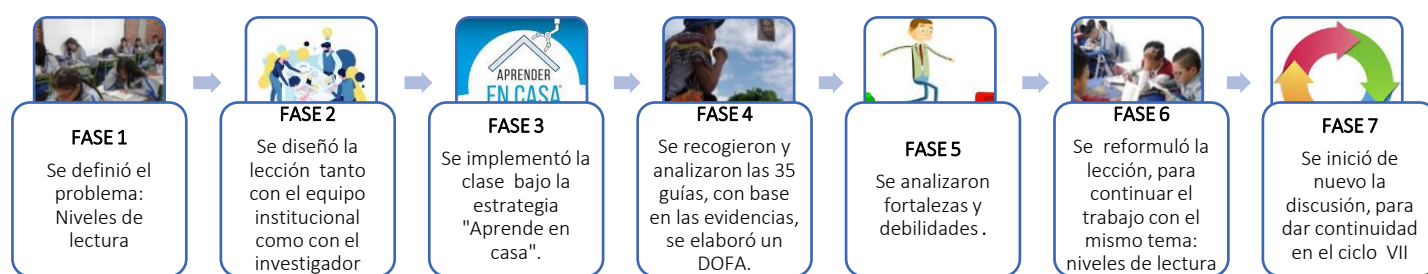 APRENDER
EN CASA
FASE 1
Se definió el
problema:
Niveles de
lectura
FASE 2
Se diseñó la
lección tanto
con el equipo
institucional
como con el
investigador
FASE 3
Se implementó la
clase bajo la
estrategia
"Aprende en
casa".
FASE 4
Se recogieron y
analizaron las 35
guías, con base
en las evidencias,
se elaboró un
DOFA.
FASE 5
Se analizaron
fortalezas y
debilidades.
FASE 6
Se reformuló la
lección, para
continuar el
trabajo con el
mismo tema:
niveles de lectura
FASE 7
Se inició de
nuevo la
discusión, para
dar continuidad
en el ciclo VII